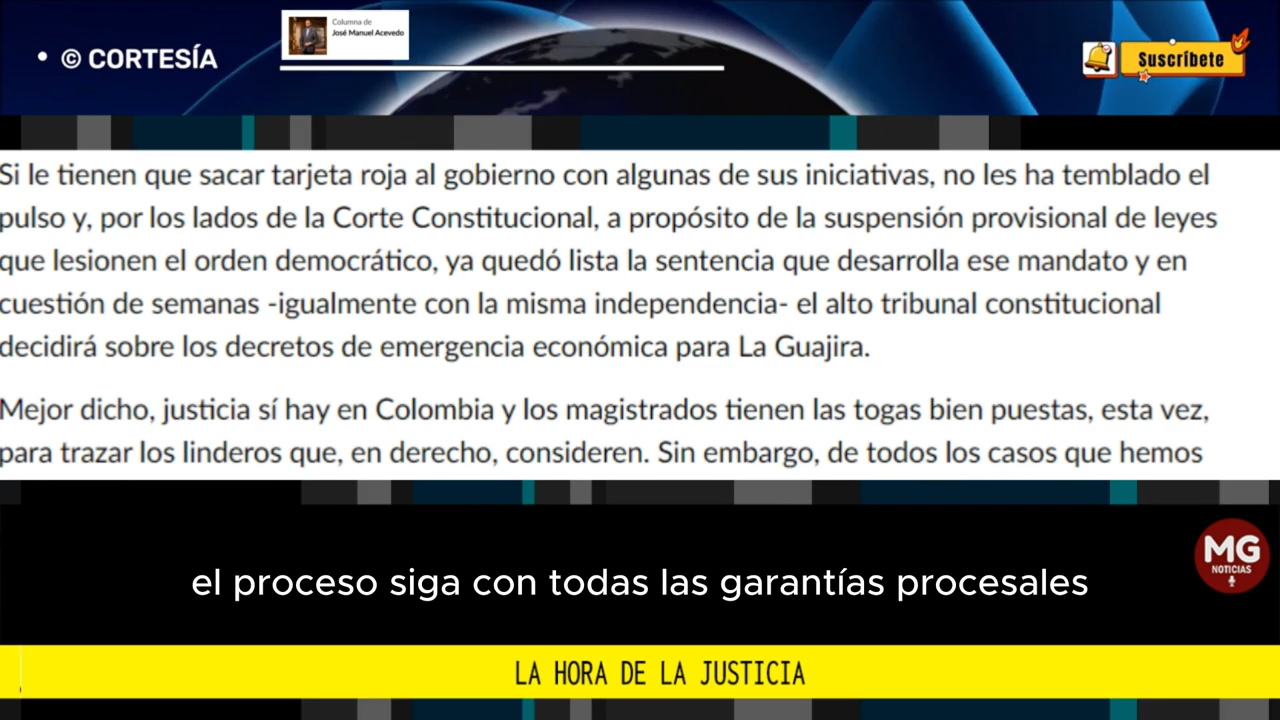 • © CORTESÍA
Columna de
José Manuel Acevedo
Suscríbete
Si le tienen que sacar tarjeta roja al gobierno con algunas de sus iniciativas, no les ha temblado el
pulso y, por los lados de la Corte Constitucional, a propósito de la suspensión provisional de leyes
que lesionen el orden democrático, ya quedó lista la sentencia que desarrolla ese mandato y en
cuestión de semanas -igualmente con la misma independencia- el alto tribunal constitucional
decidirá sobre los decretos de emergencia económica para La Guajira.
Mejor dicho, justicia sí hay en Colombia y los magistrados tienen las togas bien puestas, esta vez,
para trazar los linderos que, en derecho, consideren. Sin embargo, de todos los casos que hemos
MG
NOTICIAS
el proceso siga con todas las garantías procesales
LA HORA DE LA JUSTICIA